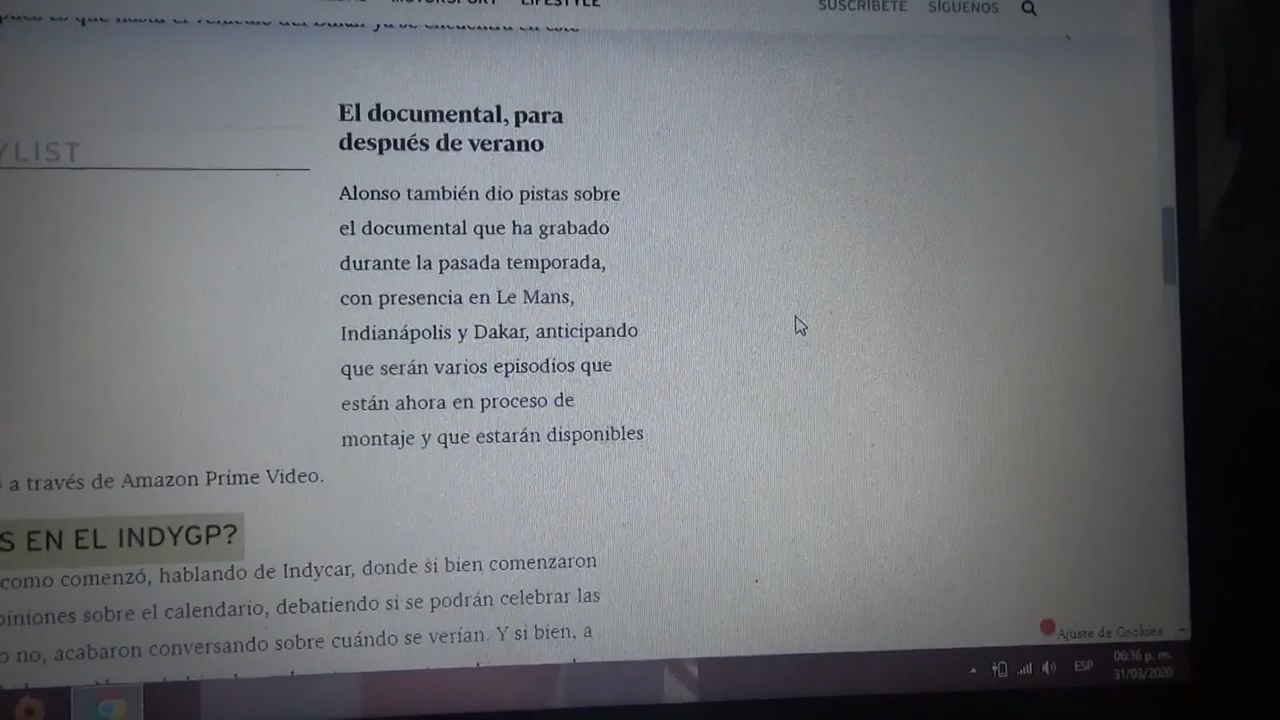 MOTORSPORT LIFESTYLE
SUSCRÍBETE SÍGUENOS
El documental, para
después de verano
YLIST
Alonso también dio pistas sobre
el documental que ha grabado
durante la pasada temporada,
con presencia en Le Mans,
Indianápolis y Dakar, anticipando
que serán varios episodios que
están ahora en proceso de
montaje y que estarán disponibles
a través de Amazon Prime Video.
S EN EL INDYGP?
como comenzó, hablando de Indycar, donde si bien comenzaron
piniones sobre el calendario, debatiendo si se podrán celebrar las
o no, acabaron conversando sobre cuándo se verían. Y si bien, a
Ajuste de Cookies
ESP
06:36 p. m.
31/03/2020